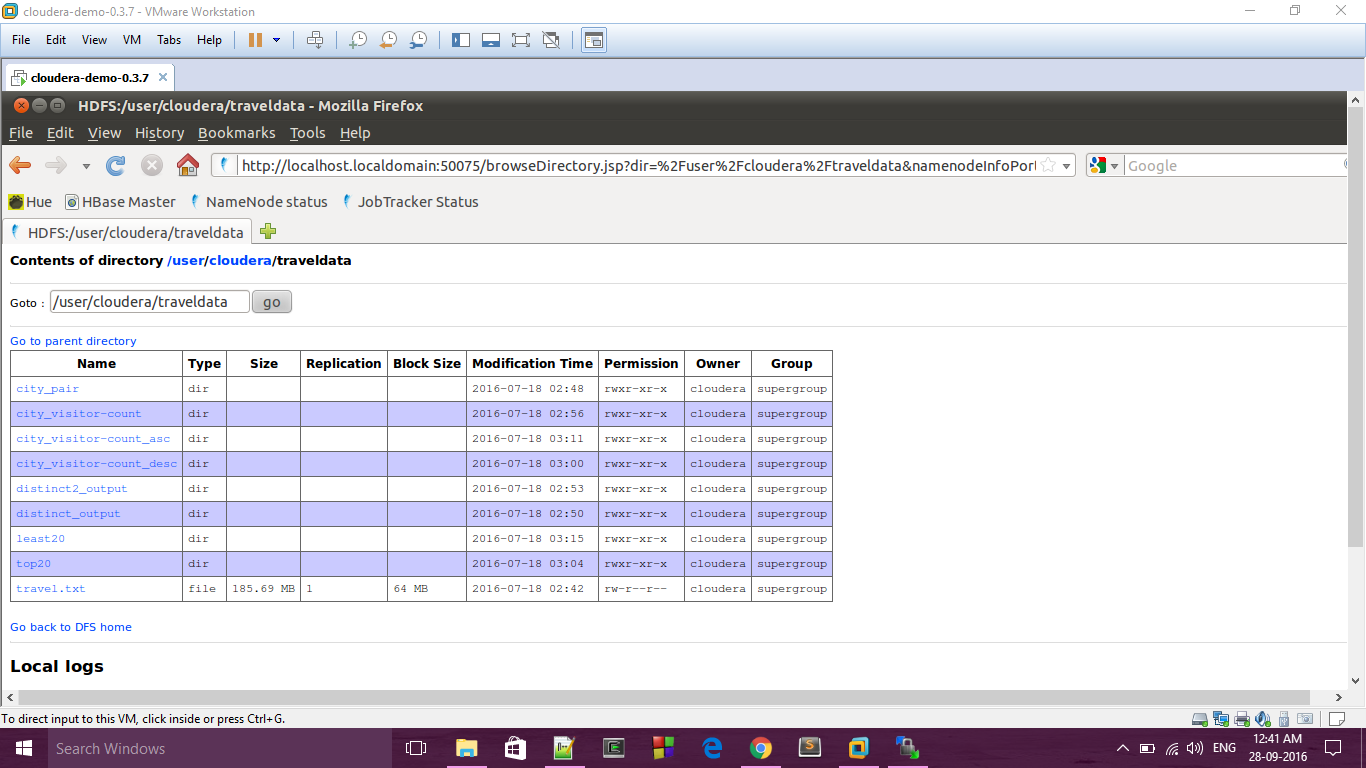 cloudera-demo-0.3.7 - VMware Workstation
File Edit View VM Tabs Help
cloudera-demo-0.3.7
HDFS:/user/cloudera/traveldata - Mozilla Firefox
File Edit View History Bookmarks Tools Help
http://localhost.localdomain:50075/browseDirectory.jsp?dir=%2Fuser%2Fcloudera%2Ftraveldata&namenodeInfoPor Google
Hue HBase Master NameNode status JobTracker Status
HDFS:/user/cloudera/traveldata
Contents of directory /user/cloudera/traveldata
Goto : /user/cloudera/traveldata go
Go to parent directory
Name Type Size Replication Block Size Modification Time Permission Owner Group
city_pair dir 2016-07-18 02:48 rwxr-xr-x cloudera supergroup
city_visitor-count dir 2016-07-18 02:56 rwxr-xr-x cloudera supergroup
city_visitor-count_asc dir 2016-07-18 03:11 rwxr-xr-x cloudera supergroup
city_visitor-count_desc dir 2016-07-18 03:00 rwxr-xr-x cloudera supergroup
distinct2_output dir 2016-07-18 02:53 rwxr-xr-x cloudera supergroup
distinct_output dir 2016-07-18 02:50 rwxr-xr-x cloudera supergroup
least20 dir 2016-07-18 03:15 rwxr-xr-x cloudera supergroup
top20 dir 2016-07-18 03:04 rwxr-xr-x cloudera supergroup
travel.txt file 185.69 MB 1 64 MB 2016-07-18 02:42 rw-r--r-- cloudera supergroup
Go back to DFS home
Local logs
To direct input to this VM, click inside or press Ctrl+G.
Search Windows ENG 12:41 AM
28-09-2016